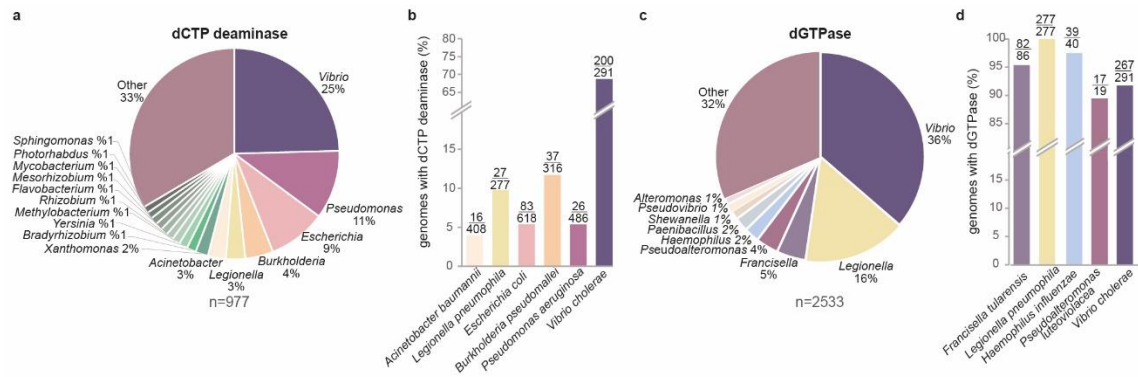 a
dCTP deaminase
Other
33%
Vibrio
25%
Pseudomonas
11%
Escherichia
9%
Burkholderia
4%
Legionella
3%
Acinetobacter
3%
Xanthomonas 2%
Bradyrhizobium %1
Yersinia %1
Methylobacterium %1
Rhizobium %1
Flavobacterium %1
Mesorhizobium %1
Mycobacterium %1
Photorhabdus %1
Sphingomonas %1
n=977
b
genomes with dCTP deaminase (%)
80
75
70
65
15
10
5
0
16
408
27
277
83
618
37
316
26
486
200
291
Acinetobacter baumannii
Legionella pneumophila
Escherichia coli
Burkholderia pseudomallei
Pseudomonas aeruginosa
Vibrio cholerae
c
dGTPase
Other
32%
Vibrio
36%
Legionella
16%
Francisella
5%
Pseudoalteromonas 4%
Haemophilus 2%
Paenibacillus 2%
Shewanella 1%
Pseudovibrio 1%
Alteromonas 1%
n=2533
d
genomes with dGTPase (%)
100
95
90
85
15
10
5
0
82
86
277
277
39
40
17
19
267
291
Francisella tularensis
Legionella pneumophila
Haemophilus influenzae
Pseudoalteromonas
luteoviolacea
Vibrio cholerae